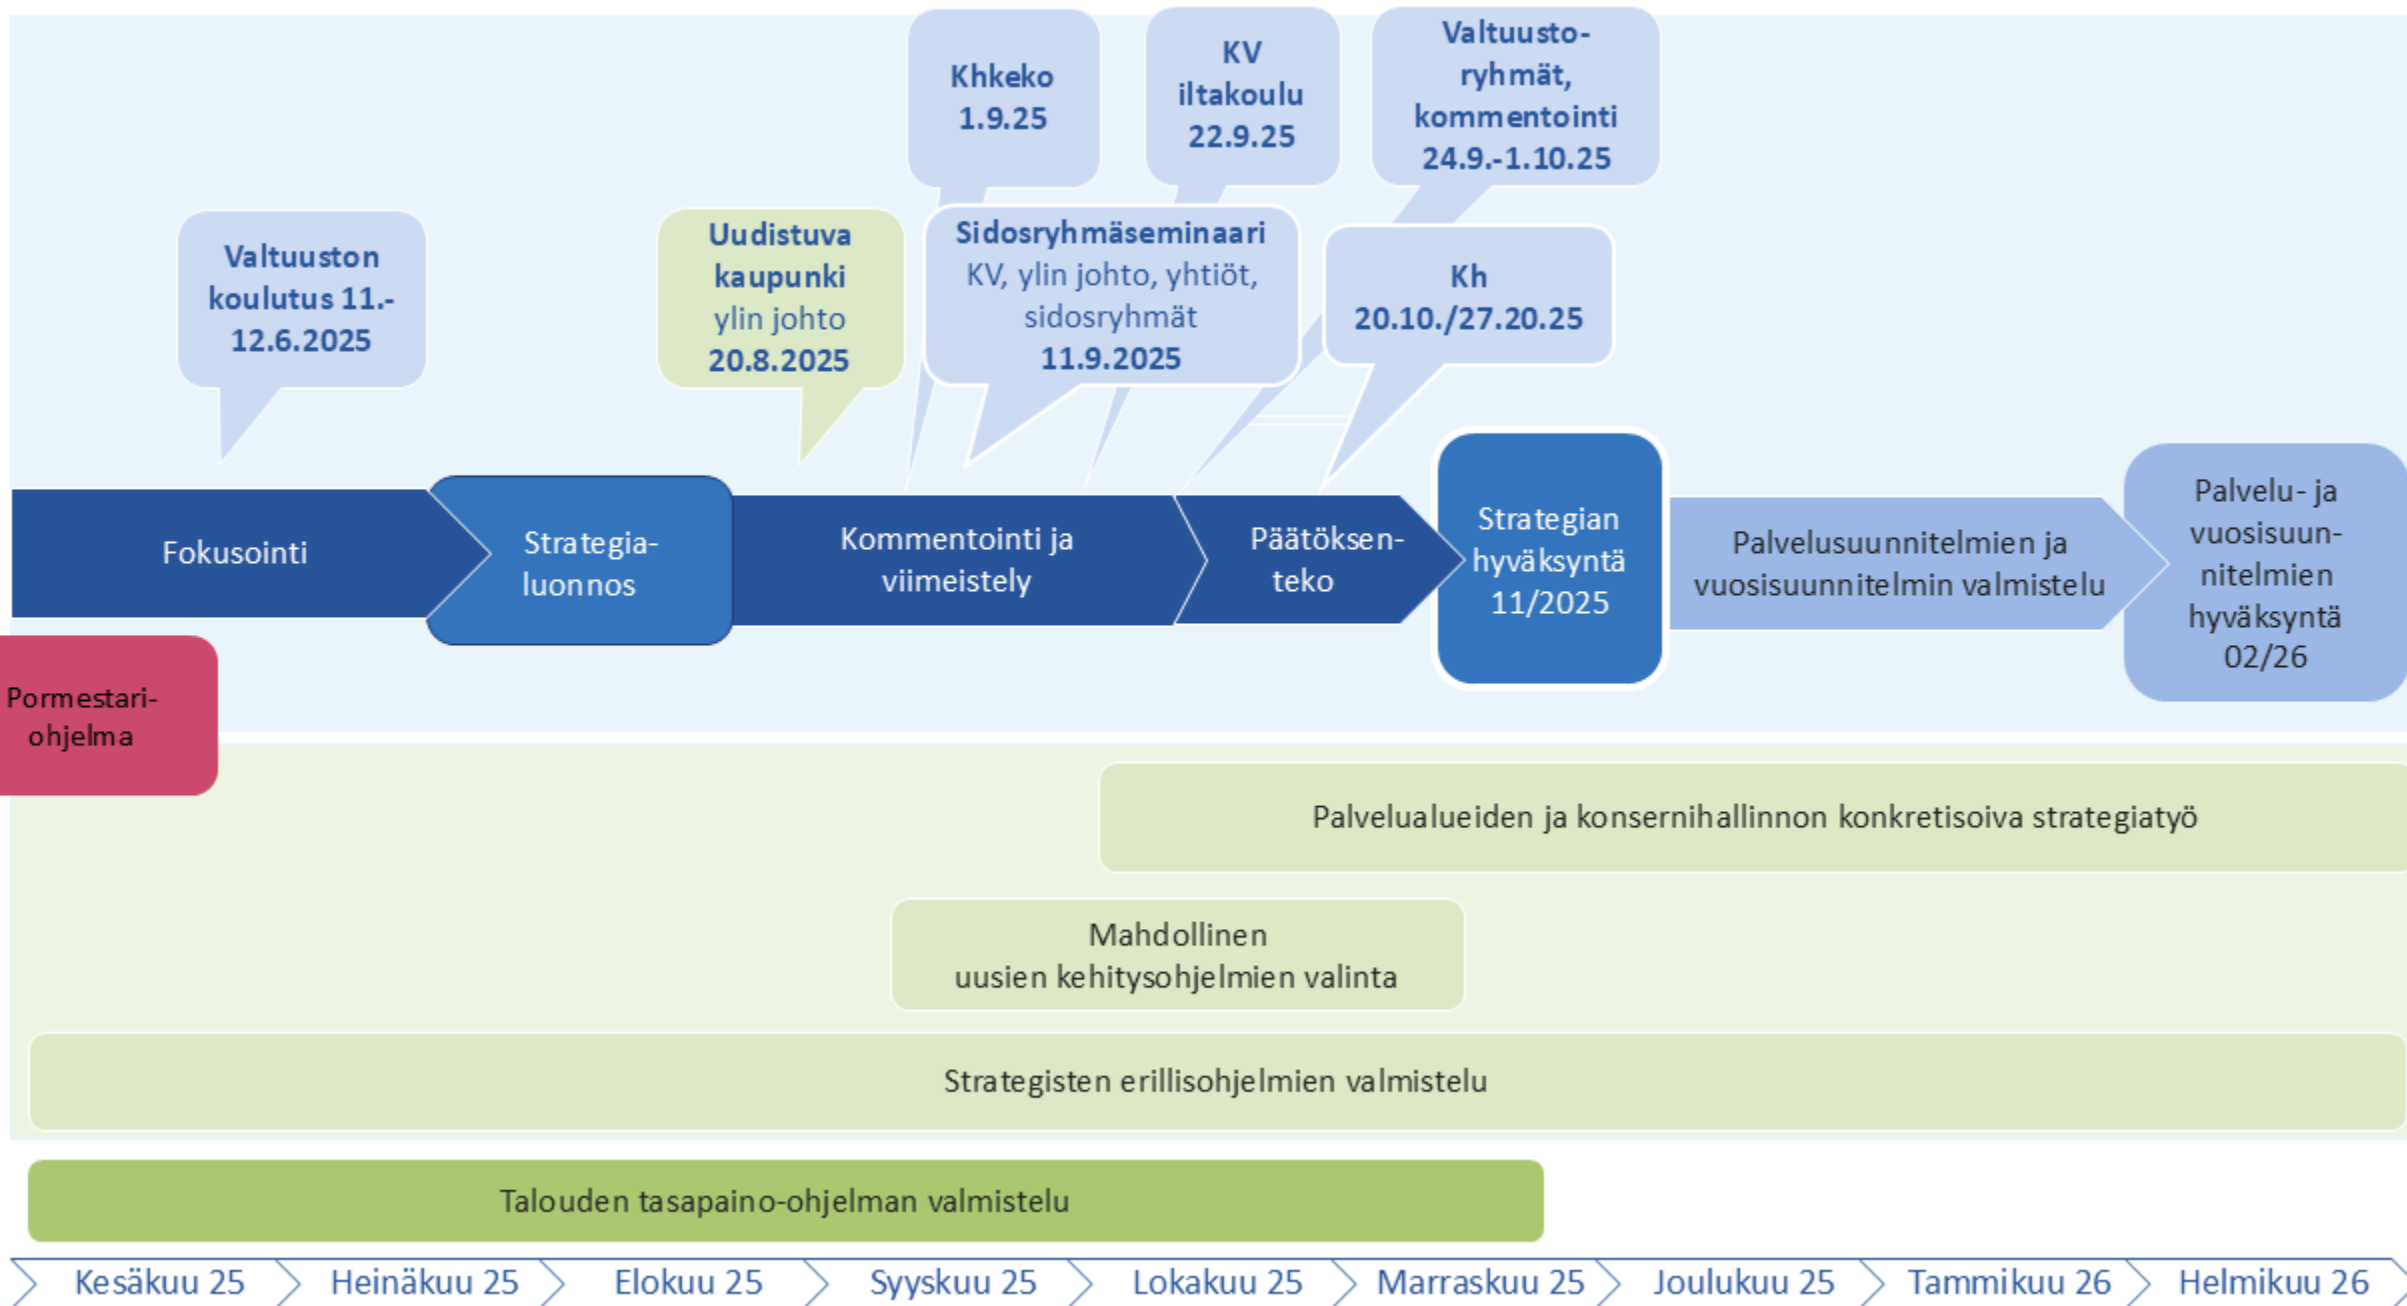 Khkeko
1.9.25
KV
iltakoulu
22.9.25
Valtuusto-
ryhmät,
kommentointi
24.9.-1.10.25
Valtuuston
koulutus 11.-
12.6.2025
Uudistuva
kaupunki
ylin johto
20.8.2025
Sidosryhmäseminaari
KV, ylin johto, yhtiöt,
sidosryhmät
11.9.2025
Kh
20.10./27.20.25
Fokusointi
Strategia-
luonnos
Kommentointi ja
viimeistely
Päätöksen-
teko
Strategian
hyväksyntä
11/2025
Palvelusuunnitelmien ja
vuosisuunnitelmin valmistelu
Palvelu- ja
vuosisuun-
nitelmien
hyväksyntä
02/26
Pormestari-
ohjelma
Palvelualueiden ja konsernihallinnon konkretisoiva strategiatyö
Mahdollinen
uusien kehitysohjelmien valinta
Strategisten erillisohjelmien valmistelu
Talouden tasapaino-ohjelman valmistelu
Kesäkuu 25
Heinäkuu 25
Elokuu 25
Syyskuu 25
Lokakuu 25
Marraskuu 25
Joulukuu 25
Tammikuu 26
Helmikuu 26